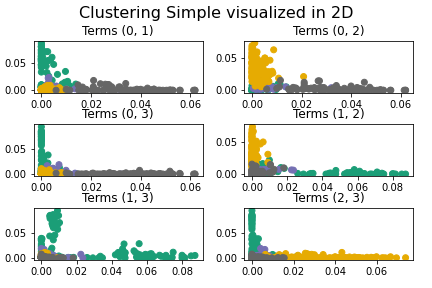 Clustering Simple visualized in 2D
Terms (0, 1) Terms (0, 2)
0.05 0.05
0.00 0.00
0.00 0.02 0.04 0.06 0.00 0.02 0.04 0.06
Terms (0, 3) Terms (1, 2)
0.05 0.05
0.00 0.00
0.00 0.02 0.04 0.06 0.00 0.02 0.04 0.06 0.08
Terms (1, 3) Terms (2, 3)
0.05 0.05
0.00 0.00
0.00 0.02 0.04 0.06 0.08 0.00 0.02 0.04 0.06